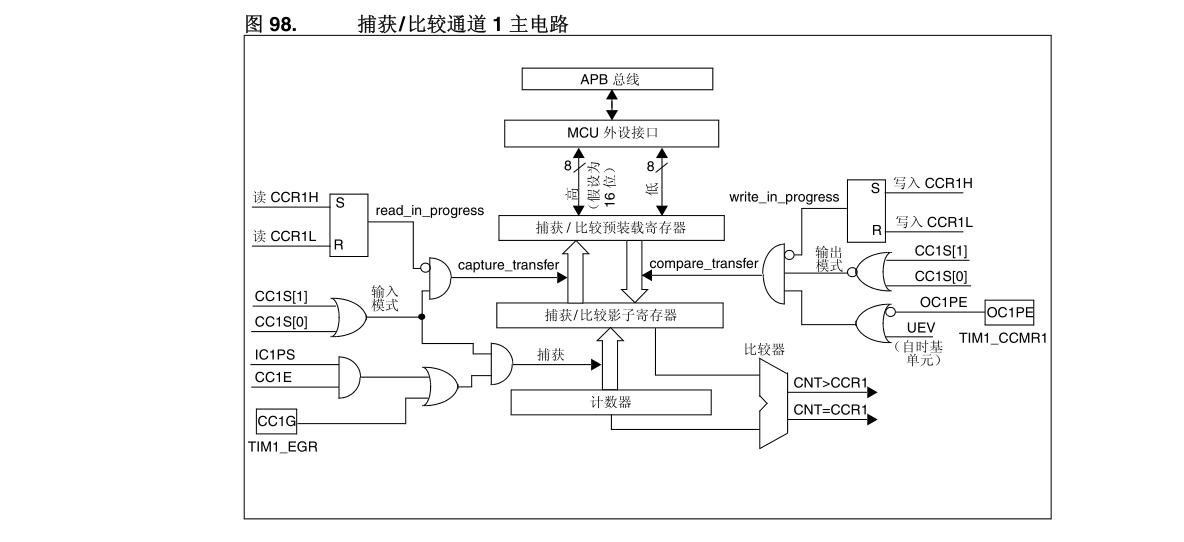 图 98. 捕获/比较通道 1 主电路
APB 总线
MCU 外设接口
8
高
（假设为
16 位）
8
低
读 CCR1H
读 CCR1L
S
R
read_in_progress
write_in_progress
S
R
写入 CCR1H
写入 CCR1L
捕获 / 比较预装载寄存器
capture_transfer
compare_transfer
输出
模式
CC1S[1]
CC1S[0]
CC1S[1]
CC1S[0]
输入
模式
捕获/比较影子寄存器
OC1PE
OC1PE
UEV
（自时基
单元）
TIM1_CCMR1
IC1PS
CC1E
捕获
比较器
CNT>CCR1
CNT=CCR1
计数器
CC1G
TIM1_EGR